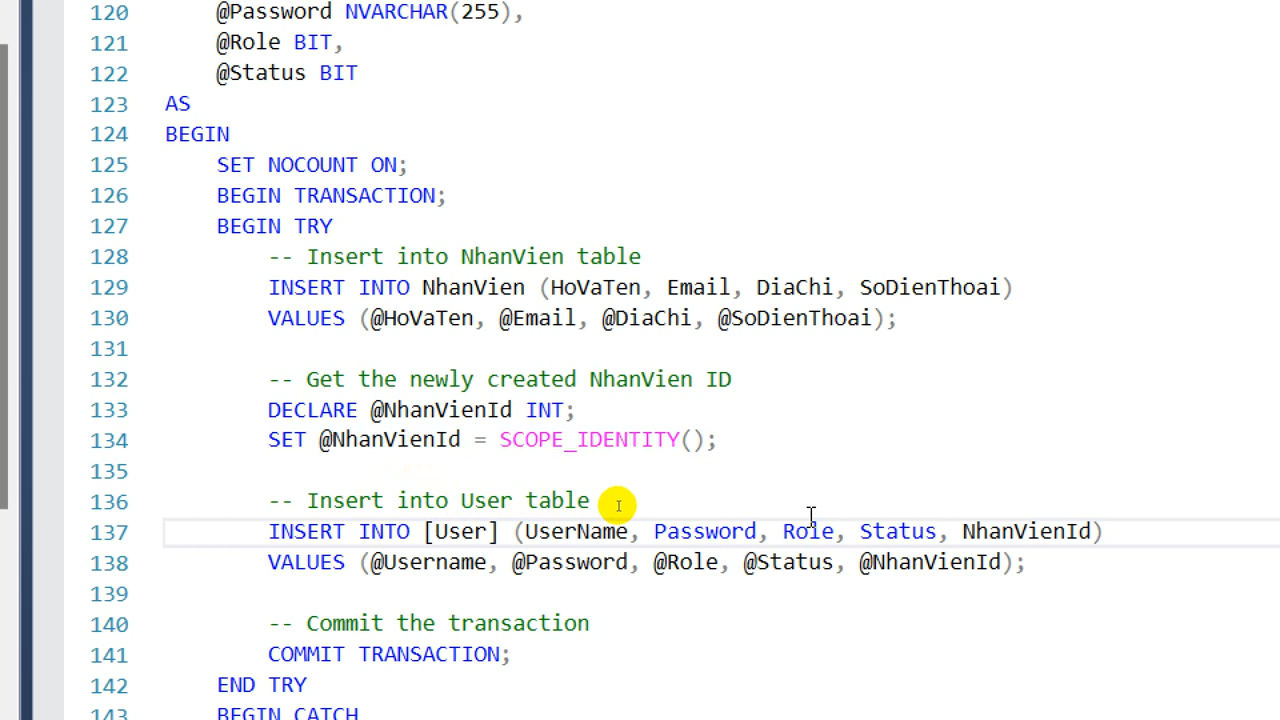 120 @Password NVARCHAR(255),
121 @Role BIT,
122 @Status BIT
123 AS
124 BEGIN
125 SET NOCOUNT ON;
126 BEGIN TRANSACTION;
127 BEGIN TRY
128 -- Insert into NhanVien table
129 INSERT INTO NhanVien (HoVaTen, Email, DiaChi, SoDienThoai)
130 VALUES (@HoVaTen, @Email, @DiaChi, @SoDienThoai);
131
132 -- Get the newly created NhanVien ID
133 DECLARE @NhanVienId INT;
134 SET @NhanVienId = SCOPE_IDENTITY();
135
136 -- Insert into User table
137 INSERT INTO [User] (UserName, Password, Role, Status, NhanVienId)
138 VALUES (@Username, @Password, @Role, @Status, @NhanVienId);
139
140 -- Commit the transaction
141 COMMIT TRANSACTION;
142 END TRY
143 BEGIN CATCH